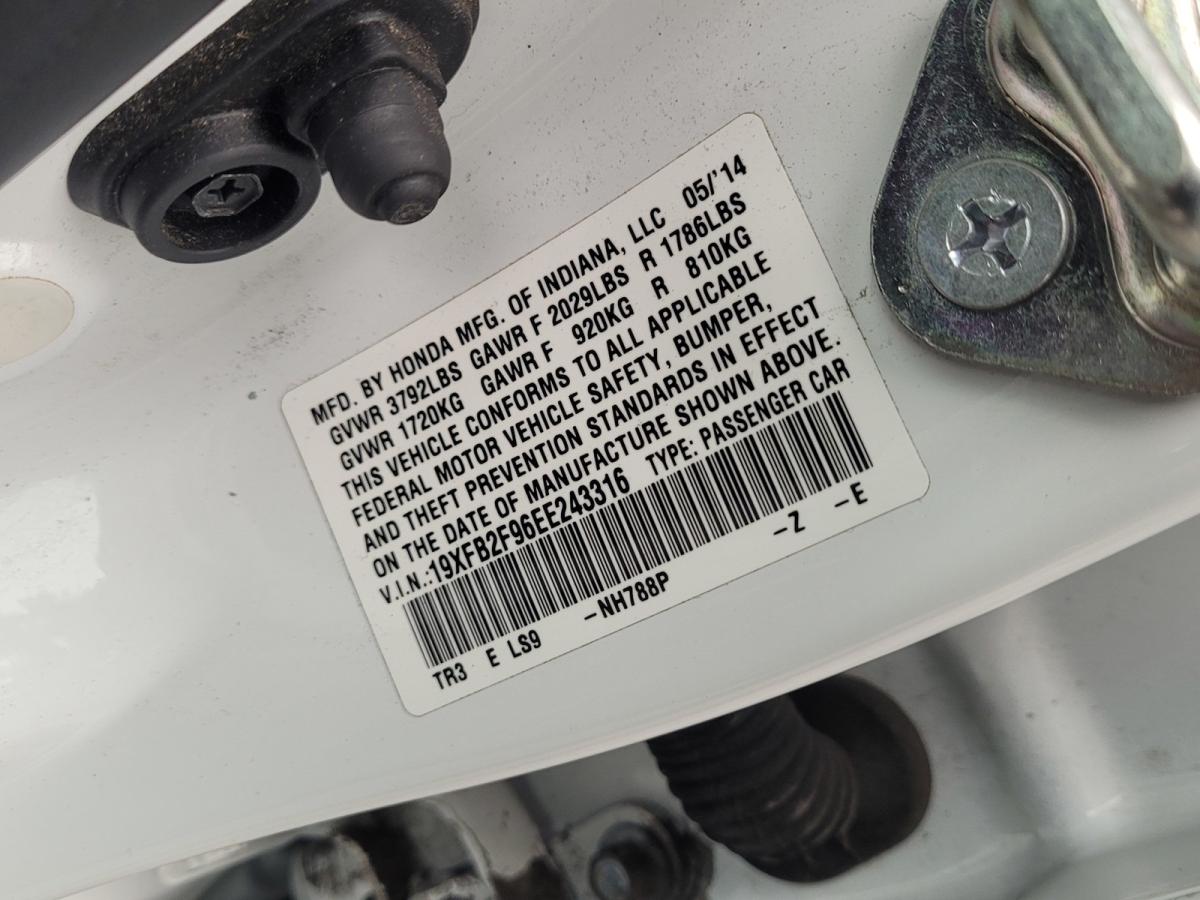 MFD. BY HONDA MFG. OF INDIANA, LLC 05/'14
GVWR 3792LBS GAWR F 2029LBS R 1786LBS
GVWR 1720KG GAWR F 920KG R 810KG
THIS VEHICLE CONFORMS TO ALL APPLICABLE
FEDERAL MOTOR VEHICLE SAFETY, BUMPER,
AND THEFT PREVENTION STANDARDS IN EFFECT
ON THE DATE OF MANUFACTURE SHOWN ABOVE.
V.I.N.:19XFB2F96EE243316 TYPE: PASSENGER CAR
TR3 E LS9 -NH788P -Z -E